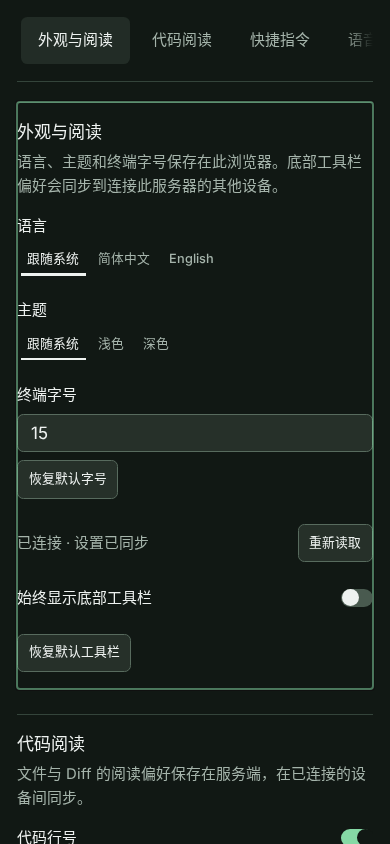 外观与阅读 代码阅读 快捷指令 语言
外观与阅读
语言、主题和终端字号保存在此浏览器。底部工具栏
偏好会同步到连接此服务器的其他设备。
语言
跟随系统 简体中文 English
主题
跟随系统 浅色 深色
终端字号
15
恢复默认字号
已连接 · 设置已同步 重新读取
始终显示底部工具栏
恢复默认工具栏
代码阅读
文件与 Diff 的阅读偏好保存在服务端，在已连接的设
备间同步。
代码行号